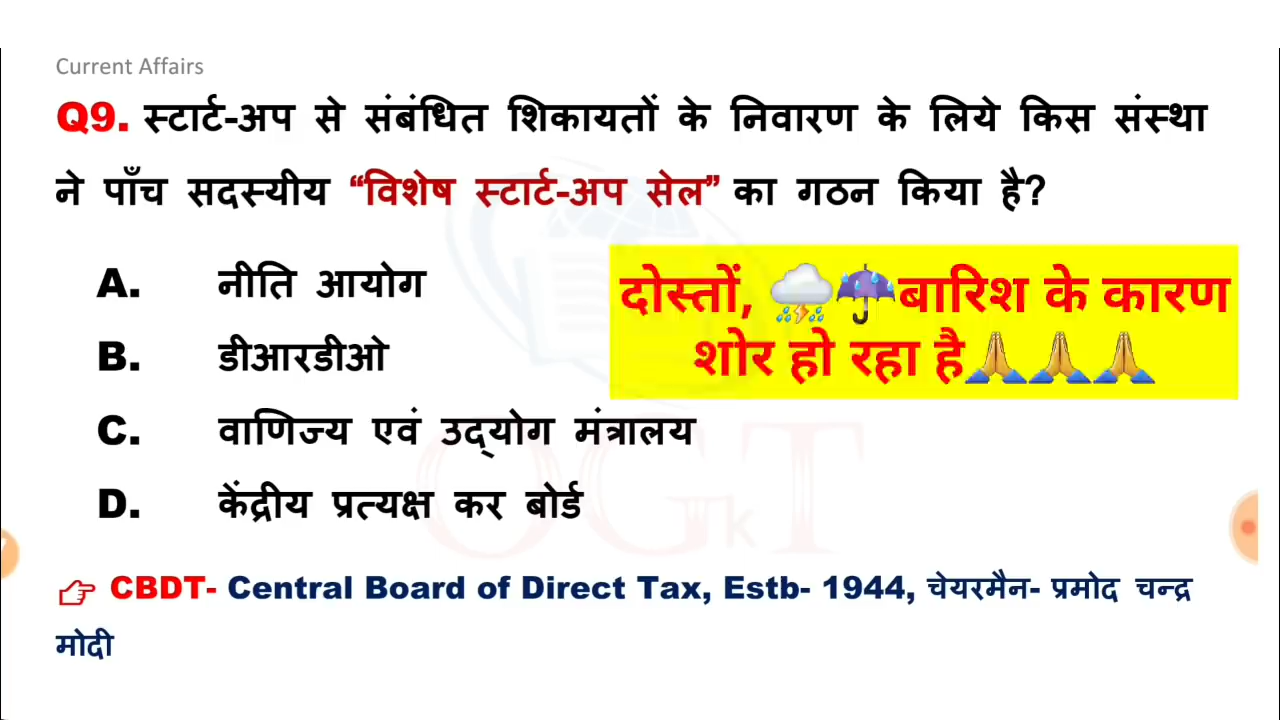 Current Affairs
Q9. स्टार्ट-अप से संबंधित शिकायतों के निवारण के लिये किस संस्था
ने पाँच सदस्यीय “विशेष स्टार्ट-अप सेल” का गठन किया है?
A. नीति आयोग
B. डीआरडीओ
C. वाणिज्य एवं उद्योग मंत्रालय
D. केंद्रीय प्रत्यक्ष कर बोर्ड
दोस्तों, ⛈️☔बारिश के कारण
शोर हो रहा है🙏🙏🙏
👉 CBDT- Central Board of Direct Tax, Estb- 1944, चेयरमैन- प्रमोद चन्द्र
मोदी
OGkT